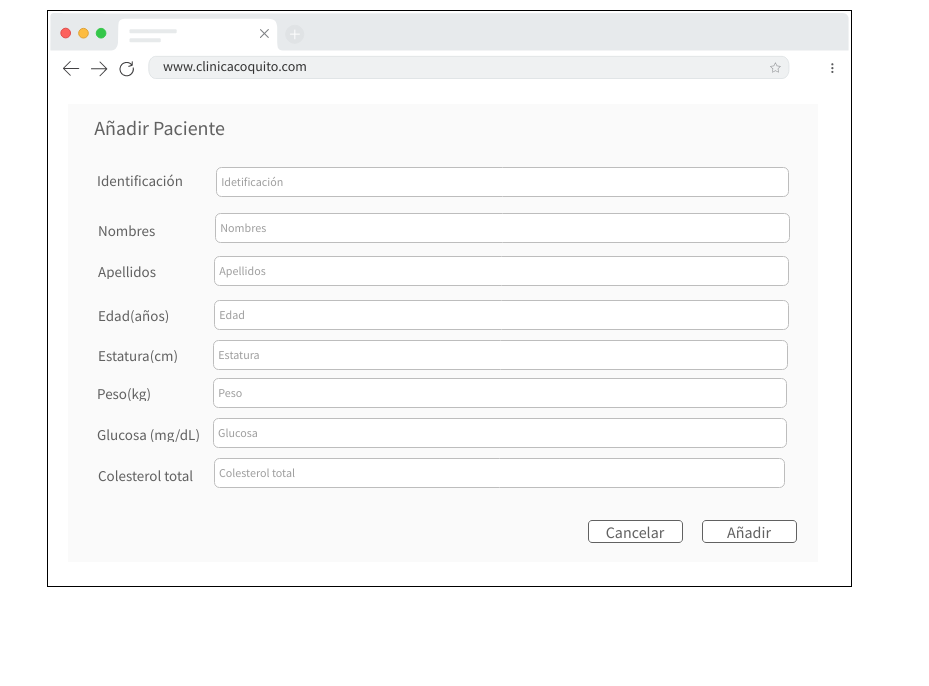 www.clinicacoquito.com
Añadir Paciente
Identificación
Idetificación
Nombres
Nombres
Apellidos
Apellidos
Edad(años)
Edad
Estatura(cm)
Estatura
Peso(kg)
Peso
Glucosa (mg/dL)
Glucosa
Colesterol total
Colesterol total
Cancelar
Añadir